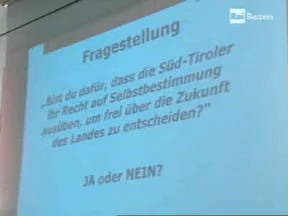 Rai Bozen
Fragestellung
„Bist du dafür, dass die Süd-Tiroler
ihr Recht auf Selbstbestimmung
ausüben, um frei über die Zukunft
des Landes zu entscheiden?"
JA oder NEIN?